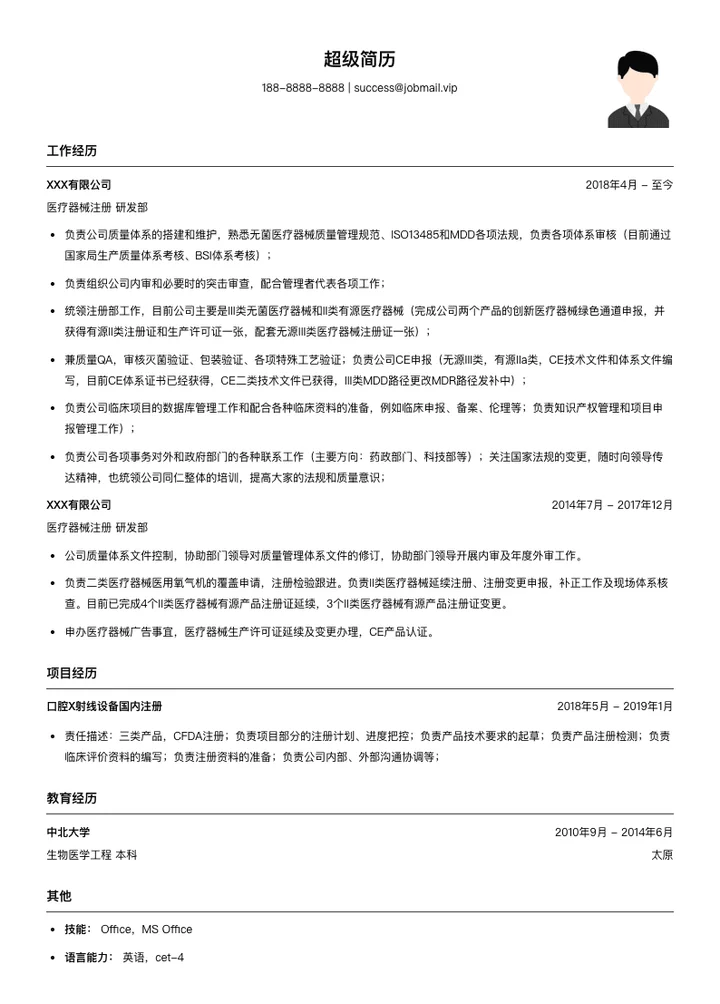 超级简历
188-8888-8888 | success@jobmail.vip
工作经历
XXX有限公司 2018年4月 – 至今
医疗器械注册 研发部
• 负责公司质量体系的搭建和维护，熟悉无菌医疗器械质量管理规范、ISO13485和MDD各项法规，负责各项体系审核（目前通过
国家局生产质量体系考核、BSI体系考核）；
• 负责组织公司内审和必要时的突击审查，配合管理者代表各项工作；
• 统领注册部工作，目前公司主要是III类无菌医疗器械和II类有源医疗器械（完成公司两个产品的创新医疗器械绿色通道申报，并
获得有源II类注册证和生产许可证一张，配套无源III类医疗器械注册证一张）；
• 兼质量QA，审核灭菌验证、包装验证、各项特殊工艺验证；负责公司CE申报（无源III类，有源IIa类，CE技术文件和体系文件编
写，目前CE体系证书已经获得，CE二类技术文件已获得，III类MDD路径更改MDR路径发补中）；
• 负责公司临床项目的数据库管理工作和配合各种临床资料的准备，例如临床申报、备案、伦理等；负责知识产权管理和项目申
报管理工作）；
• 负责公司各项事务对外和政府部门的各种联系工作（主要方向：药政部门、科技部等）；关注国家法规的变更，随时向领导传
达精神，也统领公司同仁整体的培训，提高大家的法规和质量意识；
XXX有限公司 2014年7月 – 2017年12月
医疗器械注册 研发部
• 公司质量体系文件控制，协助部门领导对质量管理体系文件的修订，协助部门领导开展内审及年度外审工作。
• 负责二类医疗器械医用氧气机的覆盖申请，注册检验跟进。负责II类医疗器械延续注册、注册变更申报，补正工作及现场体系核
查。目前已完成4个II类医疗器械有源产品注册证延续，3个II类医疗器械有源产品注册证变更。
• 申办医疗器械广告事宜，医疗器械生产许可证延续及变更办理，CE产品认证。
项目经历
口腔X射线设备国内注册 2018年5月 – 2019年1月
• 责任描述：三类产品，CFDA注册；负责项目部分的注册计划、进度把控；负责产品技术要求的起草；负责产品注册检测；负责
临床评价资料的编写；负责注册资料的准备；负责公司内部、外部沟通协调等；
教育经历
中北大学 2010年9月 – 2014年6月
生物医学工程 本科 太原
其他
• 技能： Office，MS Office
• 语言能力： 英语，cet-4